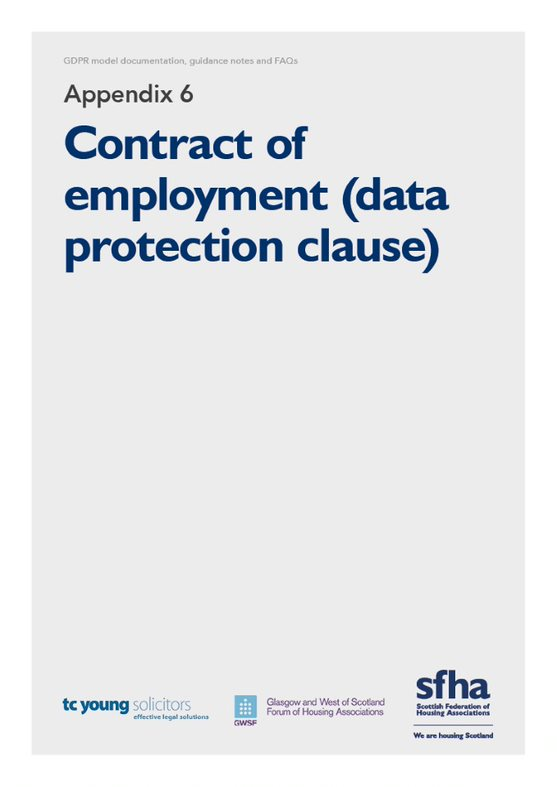 GDPR model documentation, guidance notes and FAQs
Appendix 6
Contract of
employment (data
protection clause)
tc young solicitors
effective legal solutions
GWSF
Glasgow and West of Scotland
Forum of Housing Associations
sfha
Scottish Federation of
Housing Associations
We are housing Scotland